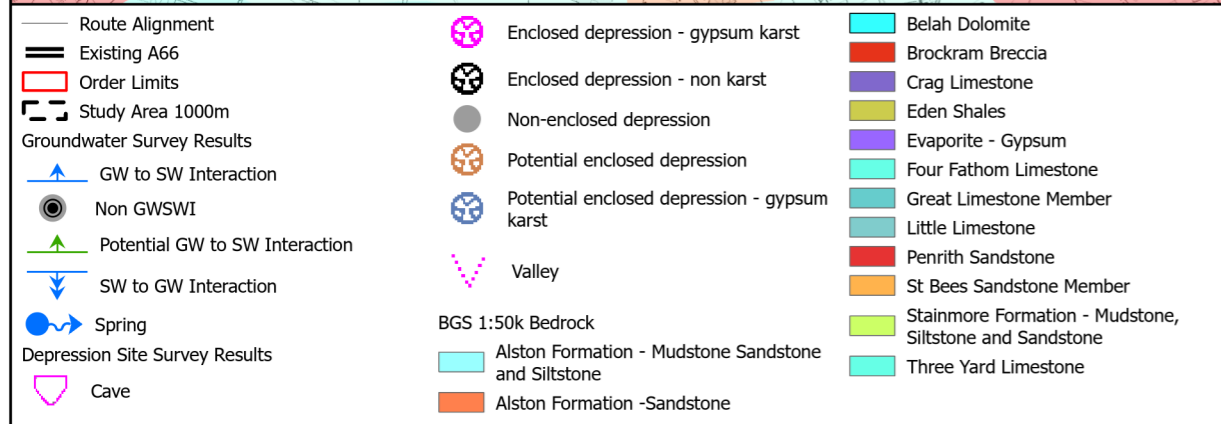 Route Alignment
Existing A66
Order Limits
Study Area 1000m
Groundwater Survey Results
GW to SW Interaction
Non GWSWI
Potential GW to SW Interaction
SW to GW Interaction
Spring
Depression Site Survey Results
Cave
Enclosed depression - gypsum karst
Enclosed depression - non karst
Non-enclosed depression
Potential enclosed depression
Potential enclosed depression - gypsum
karst
Valley
BGS 1:50k Bedrock
Alston Formation - Mudstone Sandstone
and Siltstone
Alston Formation -Sandstone
Belah Dolomite
Brockram Breccia
Crag Limestone
Eden Shales
Evaporite - Gypsum
Four Fathom Limestone
Great Limestone Member
Little Limestone
Penrith Sandstone
St Bees Sandstone Member
Stainmore Formation - Mudstone,
Siltstone and Sandstone
Three Yard Limestone